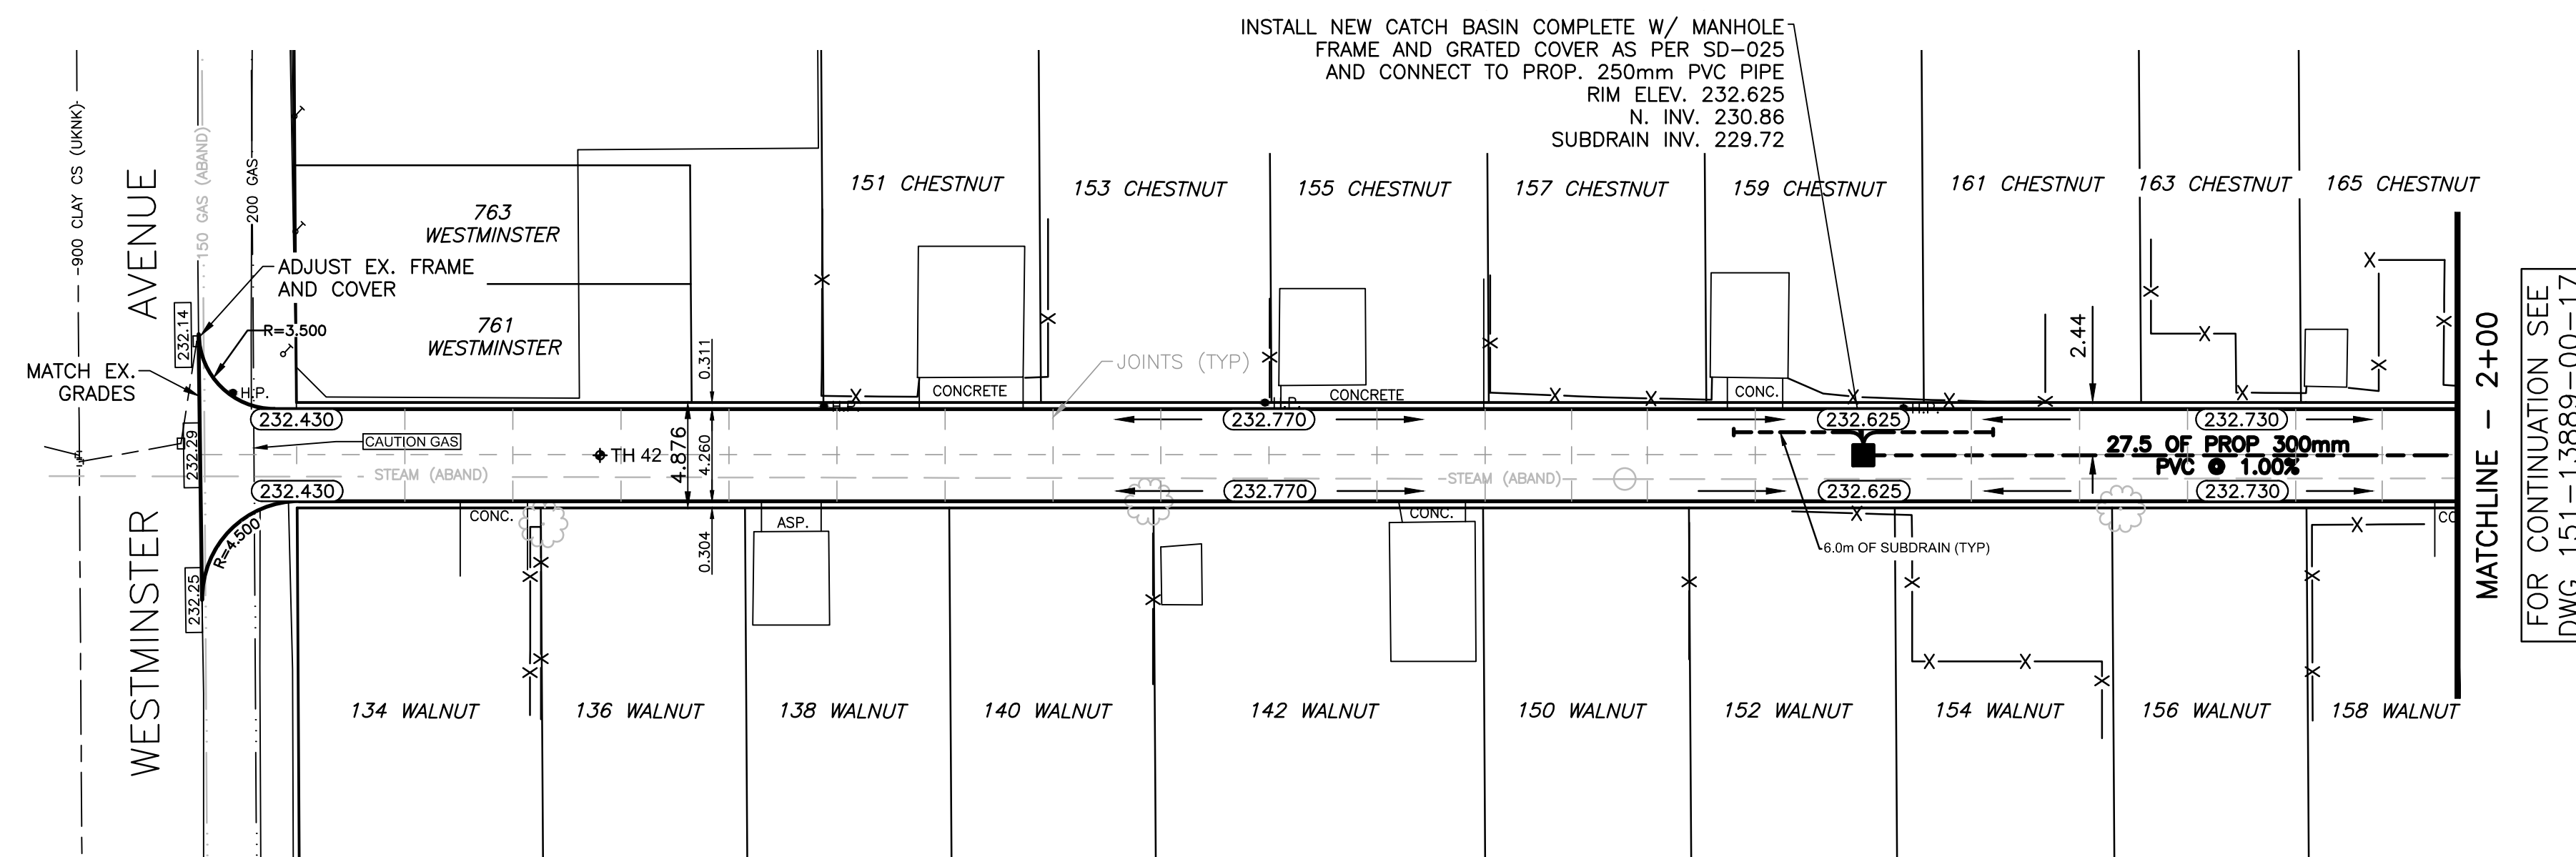 INSTALL NEW CATCH BASIN COMPLETE W/ MANHOLE
FRAME AND GRATED COVER AS PER SD-025
AND CONNECT TO PROP. 250mm PVC PIPE
RIM ELEV. 232.625
N. INV. 230.86
SUBDRAIN INV. 229.72
900 CLAY CS (UKNK)
AVENUE
150 GAS (ABAND)
200 GAS
763
WESTMINSTER
761
WESTMINSTER
151 CHESTNUT
153 CHESTNUT
155 CHESTNUT
157 CHESTNUT
159 CHESTNUT
161 CHESTNUT
163 CHESTNUT
165 CHESTNUT
ADJUST EX. FRAME
AND COVER
232.14
R=3.500
MATCH EX.
GRADES
H.P.
0.311
JOINTS (TYP)
CONCRETE
H.P.
H.P.
CONCRETE
CONC.
H.P.
2.44
232.430
232.770
232.625
232.730
CAUTION GAS
232.29
TH 42
4.876
4.260
27.5 OF PROP 300mm
PVC @ 1.00%
STEAM (ABAND)
STEAM (ABAND)
232.430
232.770
232.625
232.730
R=4.500
232.25
CONC.
ASP.
0.304
CONC.
6.0m OF SUBDRAIN (TYP)
CO
WESTMINSTER
134 WALNUT
136 WALNUT
138 WALNUT
140 WALNUT
142 WALNUT
150 WALNUT
152 WALNUT
154 WALNUT
156 WALNUT
158 WALNUT
MATCHLINE - 2+00
FOR CONTINUATION SEE
DWG 151-13889-00-17